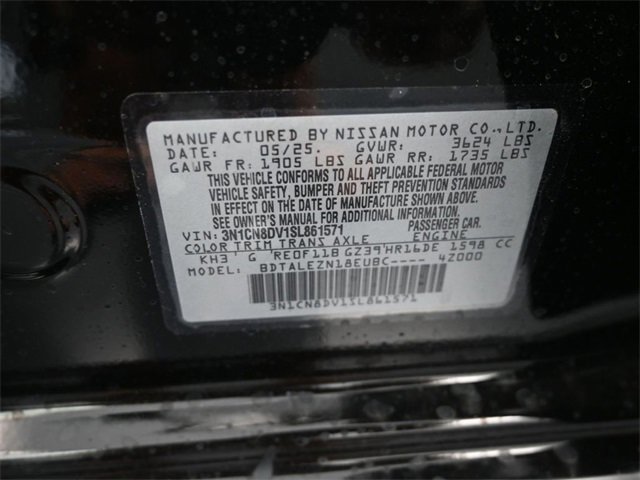 MANUFACTURED BY NISSAN MOTOR CO.,LTD.
DATE: 05/25. GVWR: 3624 LBS
GAWR FR: 1905 LBS GAWR RR: 1735 LBS
THIS VEHICLE CONFORMS TO ALL APPLICABLE FEDERAL MOTOR
VEHICLE SAFETY, BUMPER AND THEFT PREVENTION STANDARDS
IN EFFECT ON THE DATE OF MANUFACTURE SHOWN ABOVE.
SEE OWNER'S MANUAL FOR ADDITIONAL INFORMATION.
VIN: 3N1CN8DV1SL861571 PASSENGER CAR.
COLOR TRIM TRANS AXLE ENGINE
KH3 G RE0F11B GZ39 HR16DE 1598 CC
MODEL: BDTALEZN18EUBC---- 4Z000
3N1CN8DV1SL861571